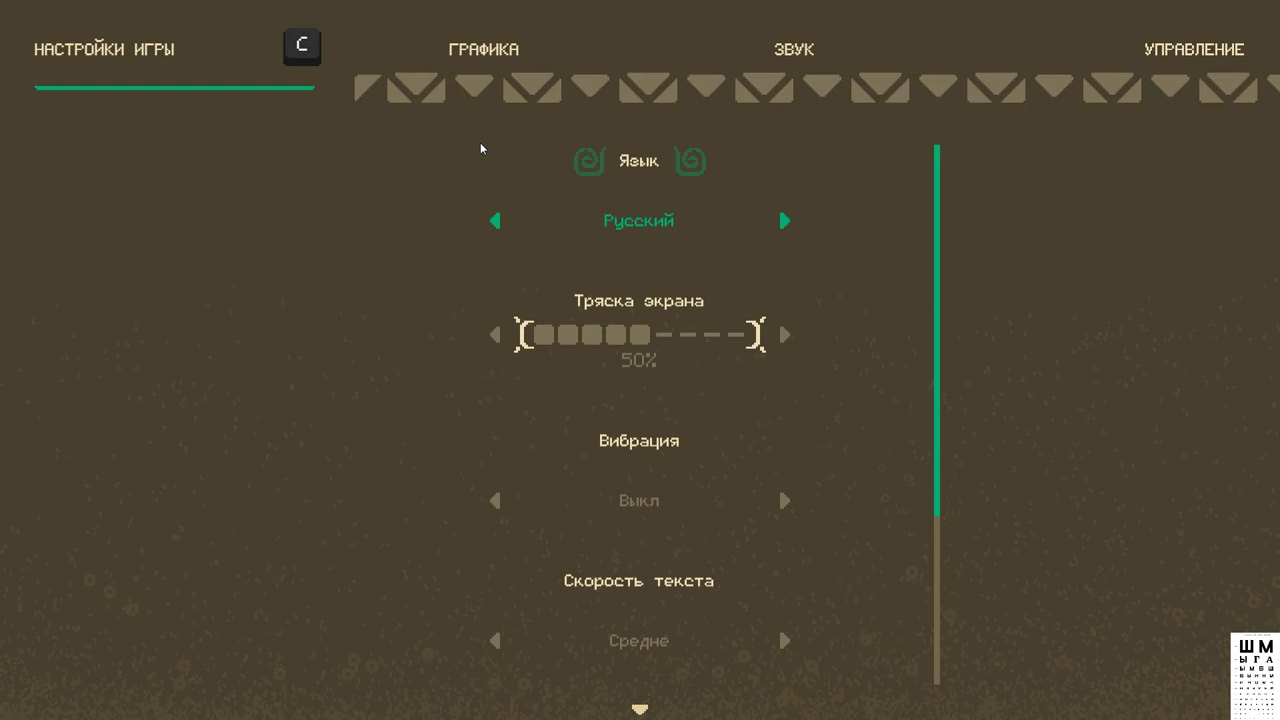 НАСТРОЙКИ ИГРЫ
C
ГРАФИКА
ЗВУК
УПРАВЛЕНИЕ
Язык
Русский
Тряска экрана
50%
Вибрация
Выкл
Скорость текста
Средне
Ш М
Ы Г А
Ы М Б Ш
Б Ы Н К И